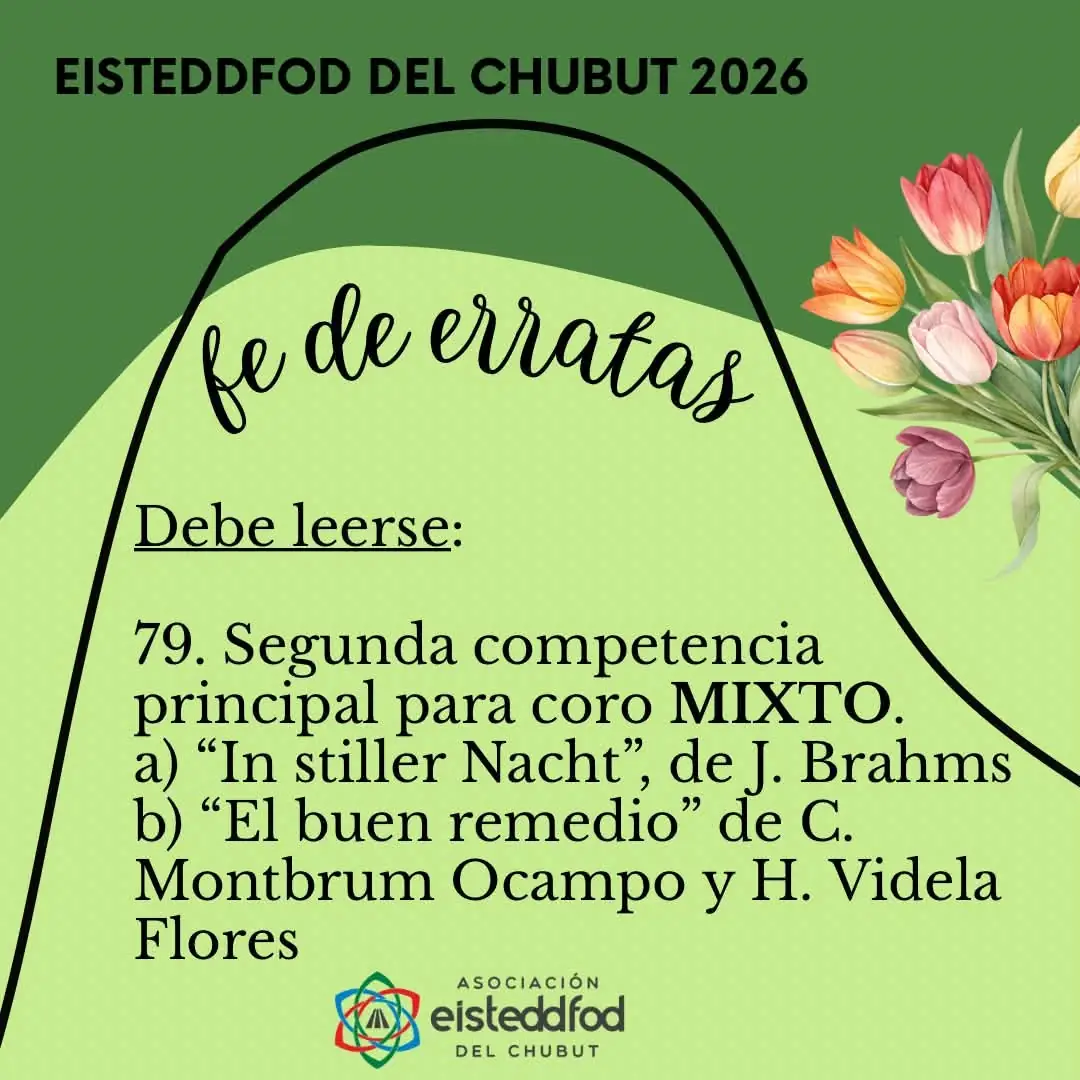 EISTEDDFOD DEL CHUBUT 2026
fe de erratas
Debe leerse:
79. Segunda competencia
principal para coro MIXTO.
a) “In stiller Nacht”, de J. Brahms
b) “El buen remedio” de C.
Montbrum Ocampo y H. Videla
Flores
ASOCIACIÓN
eisteddfod
DEL CHUBUT